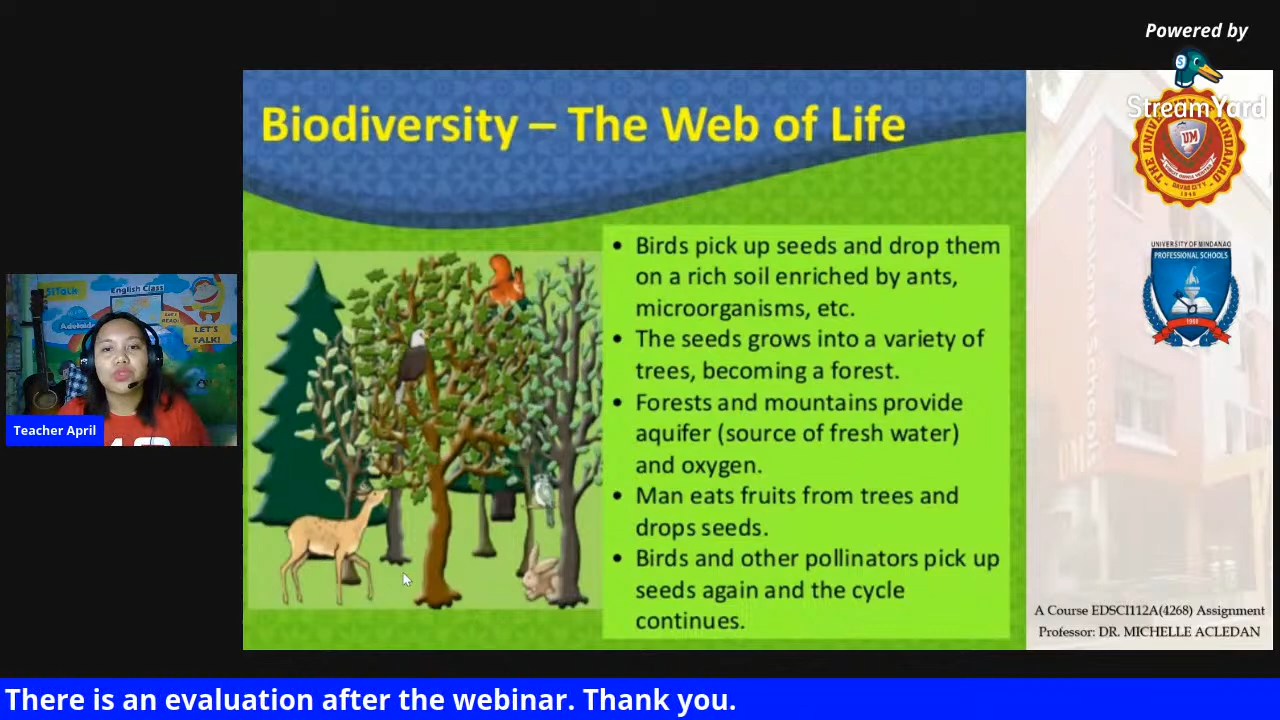 Powered by
StreamYard
Biodiversity – The Web of Life
• Birds pick up seeds and drop them
on a rich soil enriched by ants,
microorganisms, etc.
• The seeds grows into a variety of
trees, becoming a forest.
• Forests and mountains provide
aquifer (source of fresh water)
and oxygen.
• Man eats fruits from trees and
drops seeds.
• Birds and other pollinators pick up
seeds again and the cycle
continues.
UM
DAVAO CITY
1946
UNIVERSITY OF MINDANAO
PROFESSIONAL SCHOOLS
English Class
LET'S
TALK!
Teacher April
A Course EDSCI112A(4268) Assignment
Professor: DR. MICHELLE ACLEDAN
There is an evaluation after the webinar. Thank you.